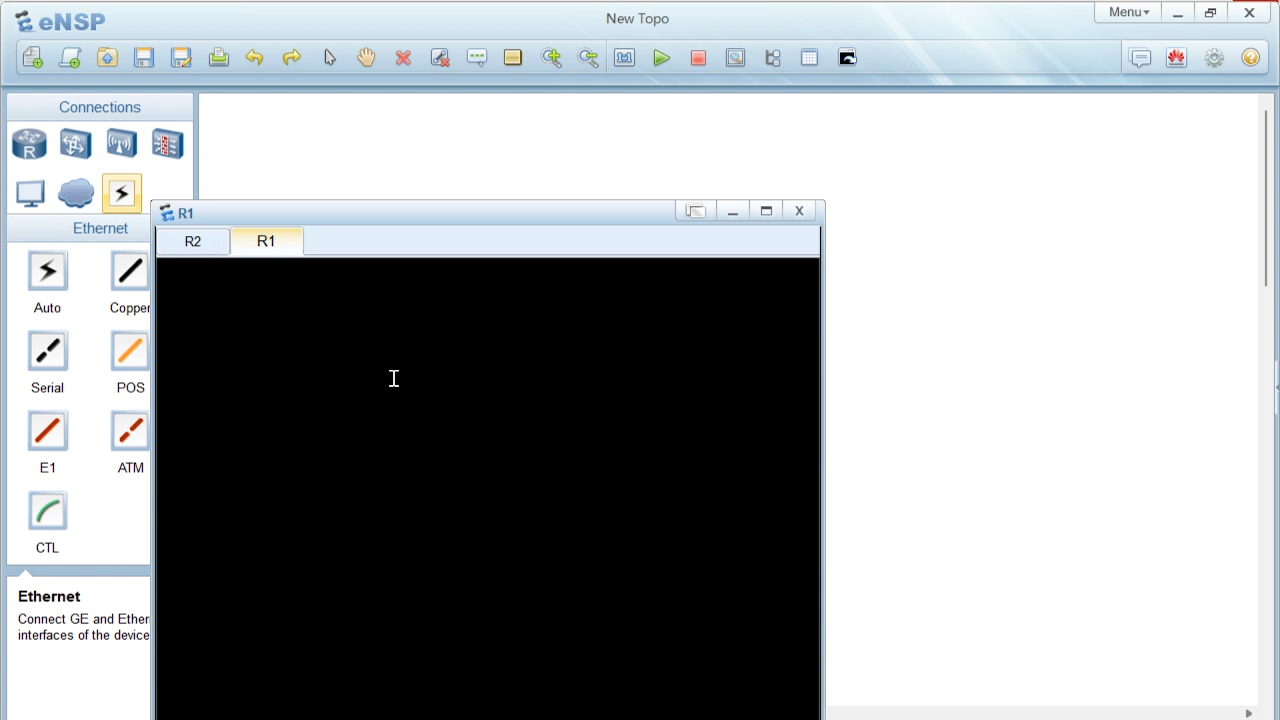 eNSP
New Topo
Menu
Connections
R
R1
Ethernet
R2
R1
Auto
Copper
Serial
POS
E1
ATM
CTL
Ethernet
Connect GE and Ether
interfaces of the device